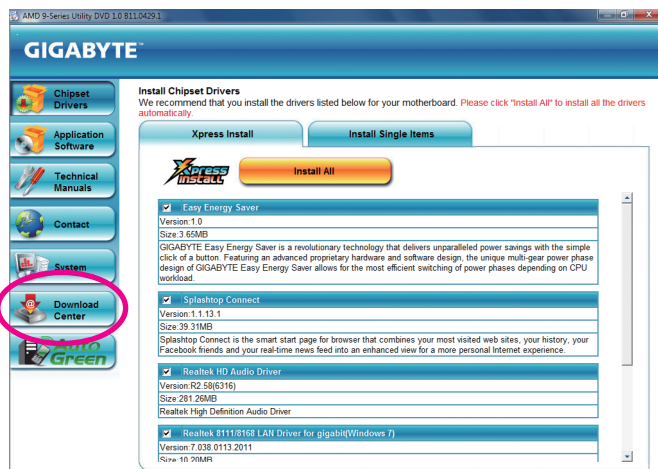 AMD 9-Series Utility DVD 1.0 B11.0429.1
GIGABYTE™
Chipset
Drivers
Application
Software
Technical
Manuals
Contact
System
Download
Center
Auto
Green
Install Chipset Drivers
We recommend that you install the drivers listed below for your motherboard. Please click "Install All" to install all the drivers
automatically.
Xpress Install
Install Single Items
Xpress
Install
Install All
Easy Energy Saver
Version:1.0
Size:3.65MB
GIGABYTE Easy Energy Saver is a revolutionary technology that delivers unparalleled power savings with the simple
click of a button. Featuring an advanced proprietary hardware and software design, the unique multi-gear power phase
design of GIGABYTE Easy Energy Saver allows for the most efficient switching of power phases depending on CPU
workload.
Splashtop Connect
Version:1.1.13.1
Size:39.31MB
Splashtop Connect is the smart start page for browser that combines your most visited web sites, your history, your
Facebook friends and your real-time news feed into an enhanced view for a more personal Internet experience.
Realtek HD Audio Driver
Version:R2.58(6316)
Size:281.26MB
Realtek High Definition Audio Driver
Realtek 8111/8168 LAN Driver for gigabit(Windows 7)
Version:7.038.0113.2011
Size:10.20MB